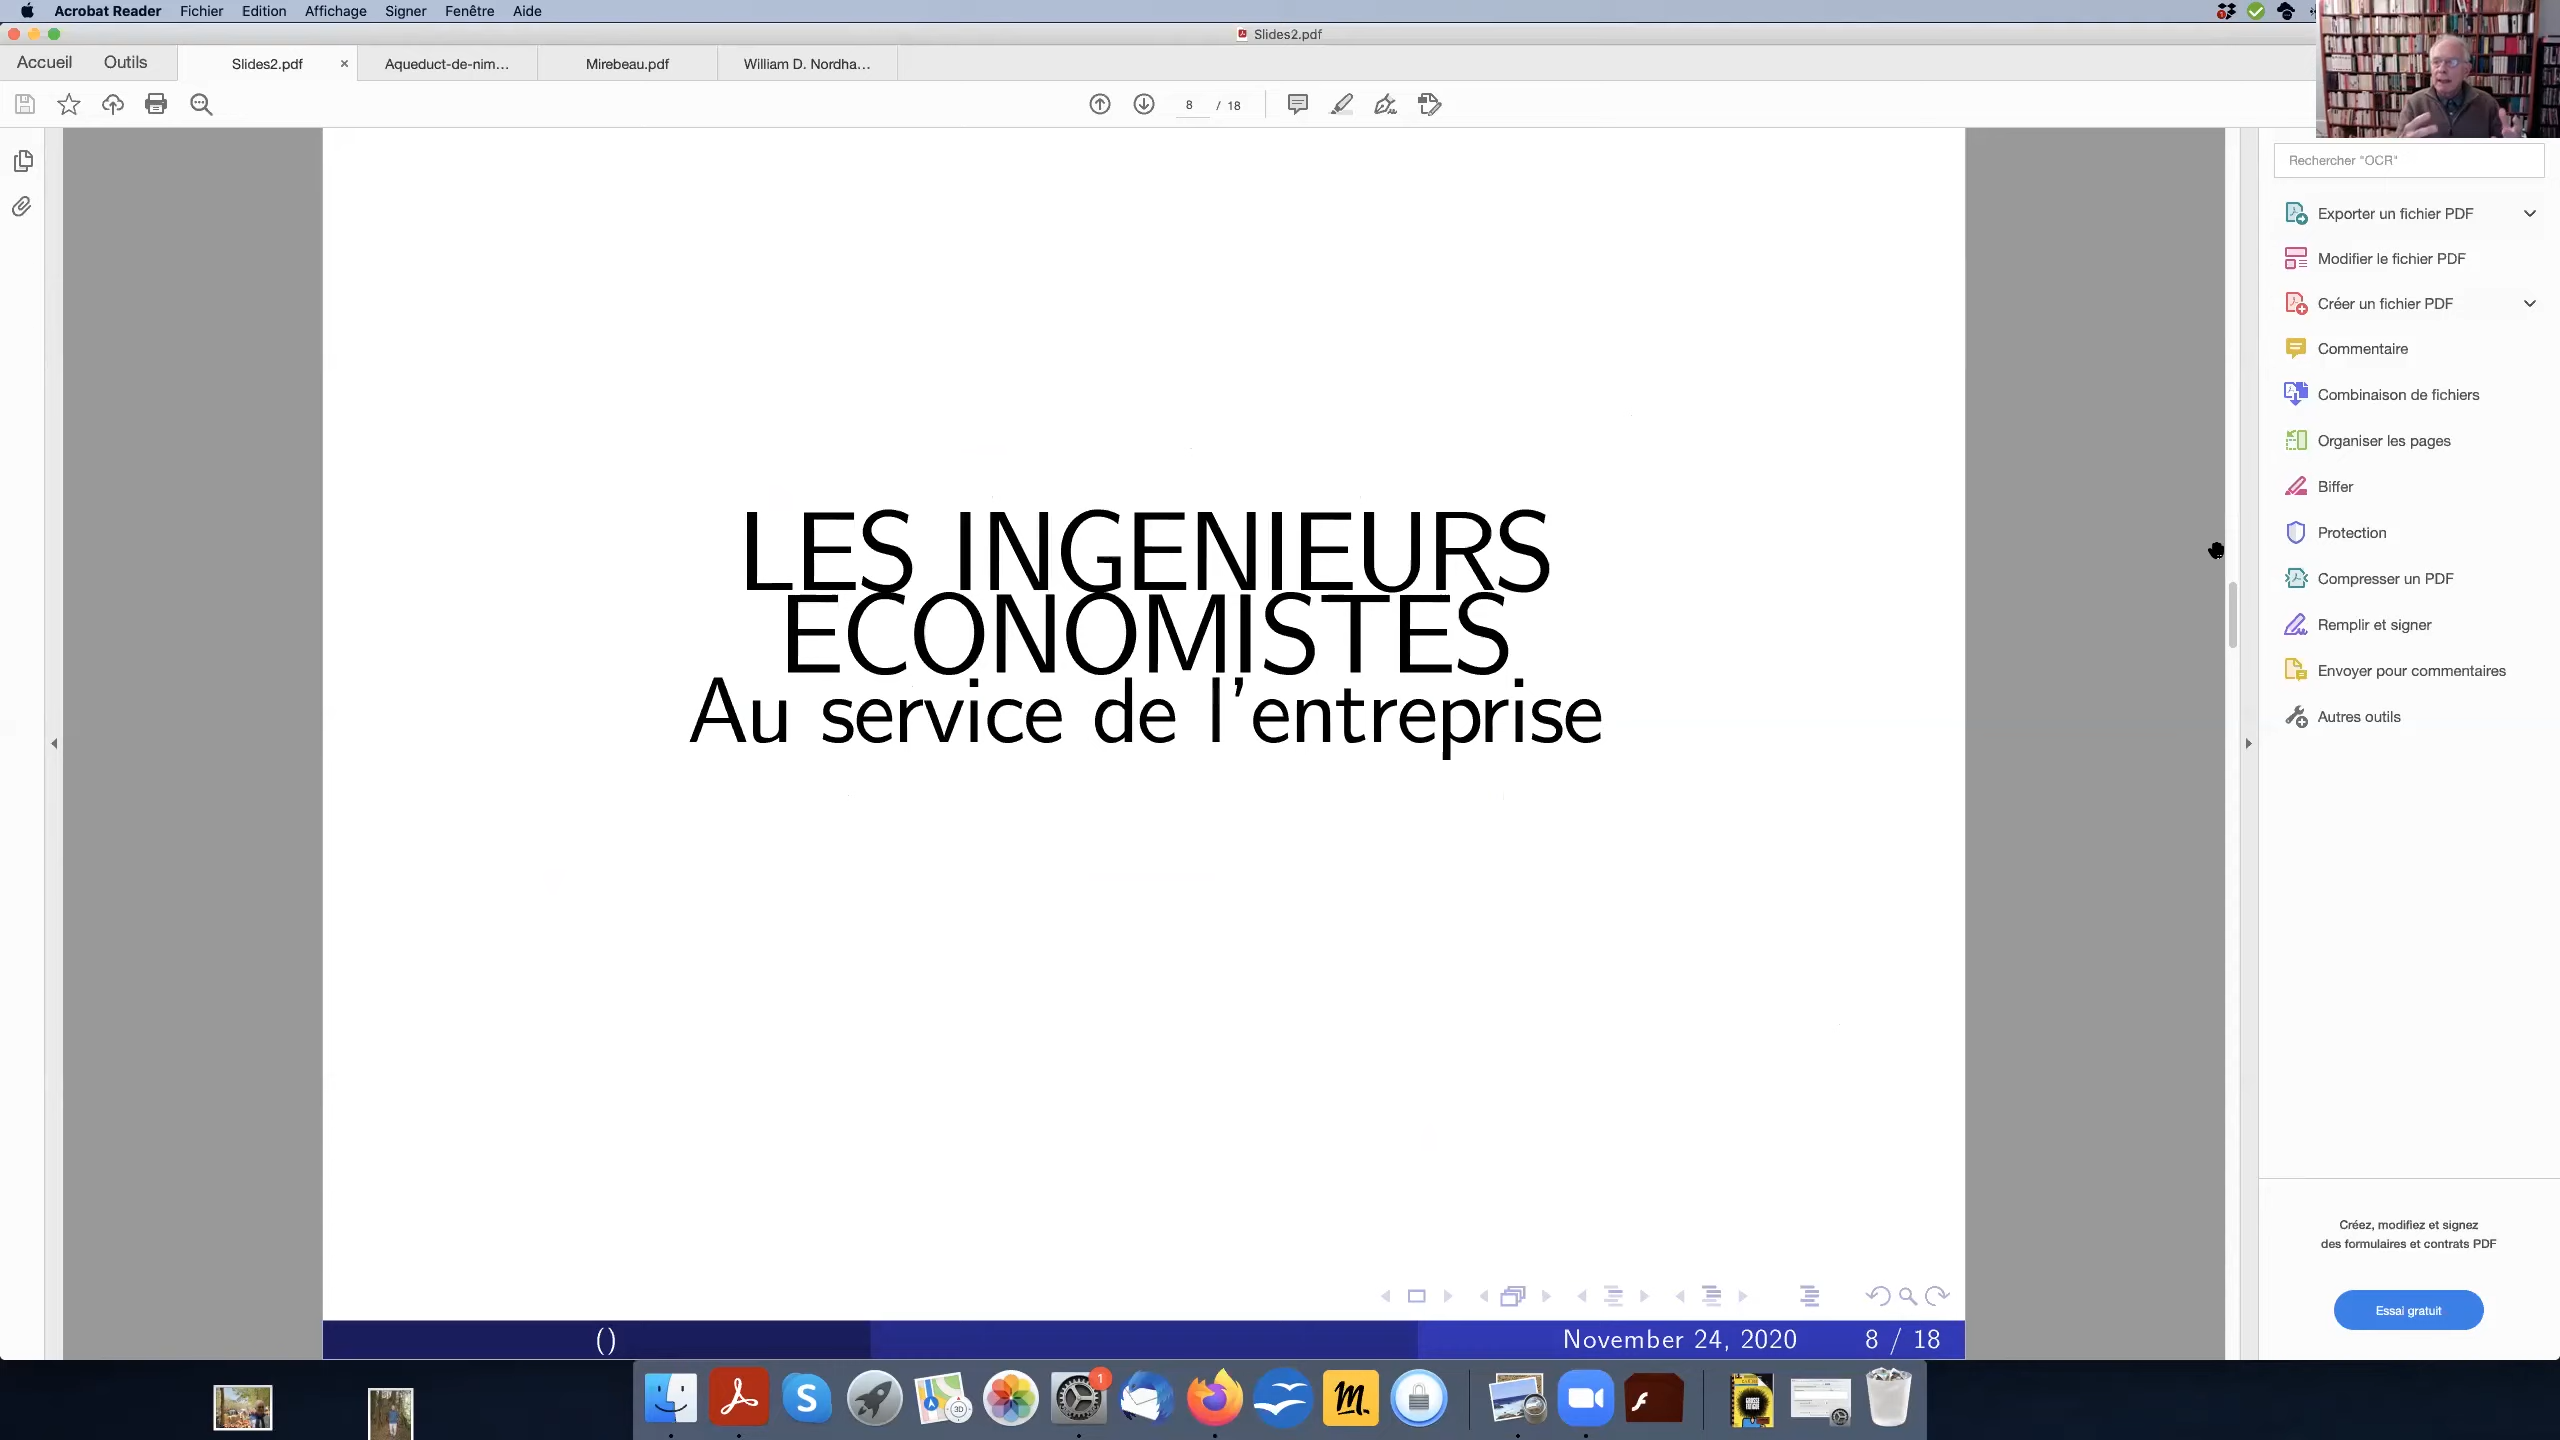 Acrobat Reader Fichier Edition Affichage Signer Fenêtre Aide
Slides2.pdf
Accueil Outils Slides2.pdf × Aqueduct-de-nim... Mirebeau.pdf William D. Nordha...
8 / 18
Rechercher "OCR"
Exporter un fichier PDF
Modifier le fichier PDF
Créer un fichier PDF
Commentaire
Combinaison de fichiers
Organiser les pages
Biffer
Protection
Compresser un PDF
Remplir et signer
Envoyer pour commentaires
Autres outils
LES INGENIEURS
ECONOMISTES
Au service de l'entreprise
Créez, modifiez et signez
des formulaires et contrats PDF
Essai gratuit
() November 24, 2020 8 / 18
S 3D 1 m.